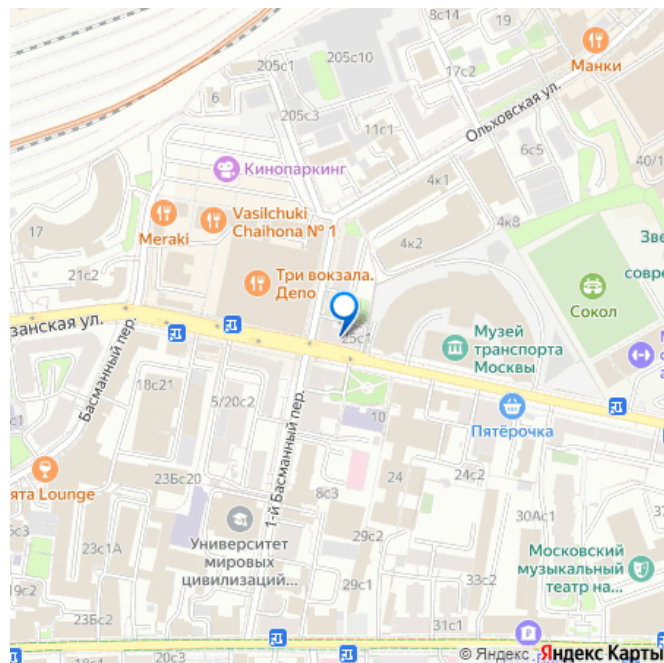 8с14
205с10
205с1
17с2
Манки
6
205с3
11с1
Ольховская ул.
6с5
40/1
Кинопаркинг
4к1
17
Meraki
Vasilchuki
Chaihona № 1
4к8
4к2
Зве
совре
21с2
Три вокзала.
Депо
Сокол
занская ул.
25с1
Музей
транспорта
Москвы
Басманный пер.
18с21
5/20с2
1-й Басманный пер.
10
Пятёрочка
с1
ята Lounge
23Бс20
24
24с2
8с3
30Ас1
23с1А
Университет
мировых
цивилизаций...
29с2
29с1
33с2
Московский
музыкальный
театр на...
19с2
23Бс2
31с1
20с3
© Яндекс
Яндекс Карты